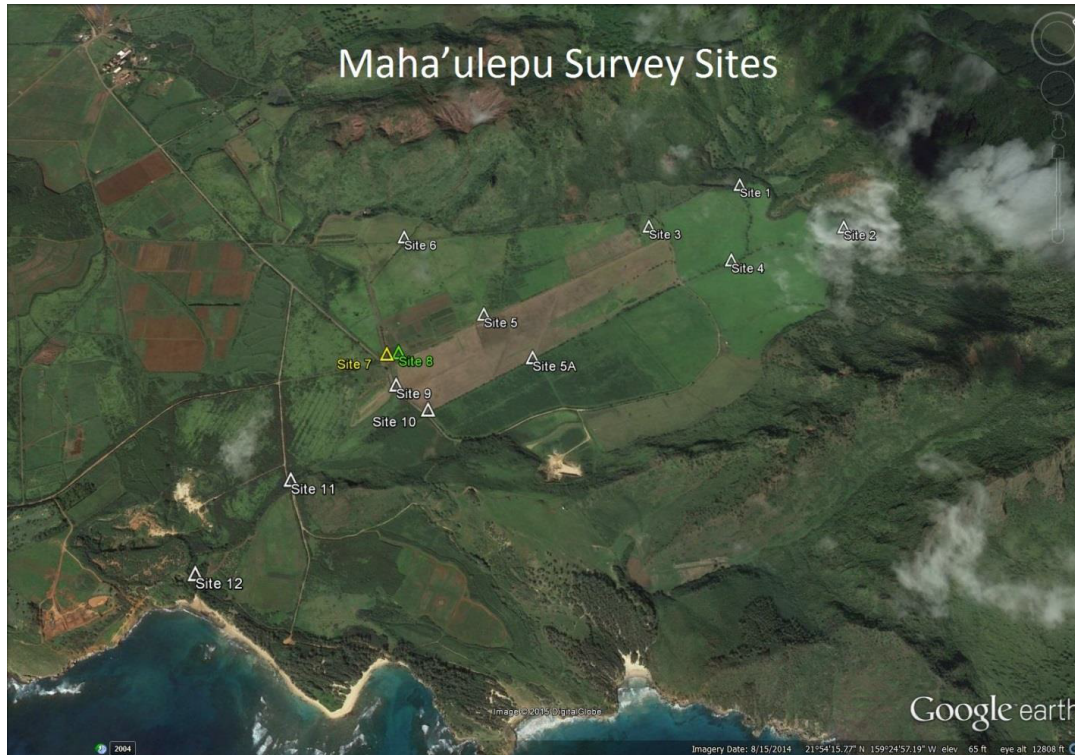 Maha'ulepu Survey Sites
Site 1
Site 2
Site 3
Site 6
Site 4
Site 5
Site 7
Site 8
Site 5A
Site 9
Site 10
Site 11
Site 12
Image © 2015 DigitalGlobe
Google earth
2004
Imagery Date: 8/15/2014 21°54'15.77" N 159°24'57.19" W elev 65 ft eye alt 12808 ft